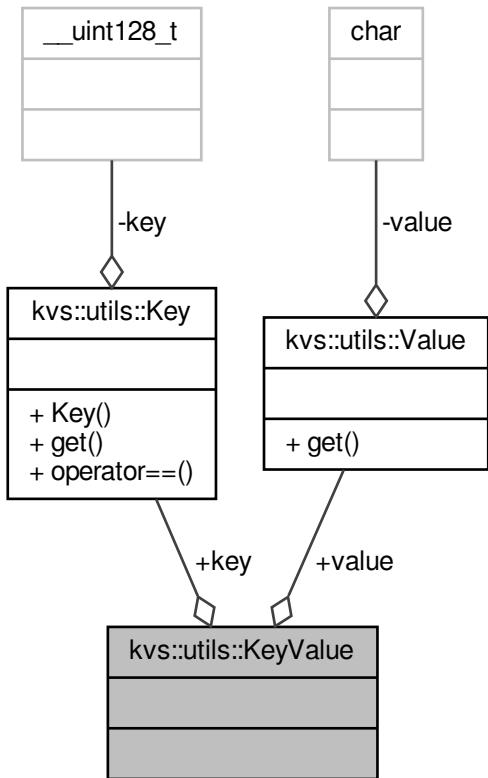 __uint128_t
char
-key
-value
kvs::utils::Key
+ Key()
+ get()
+ operator==()
kvs::utils::Value
+ get()
+key
+value
kvs::utils::KeyValue